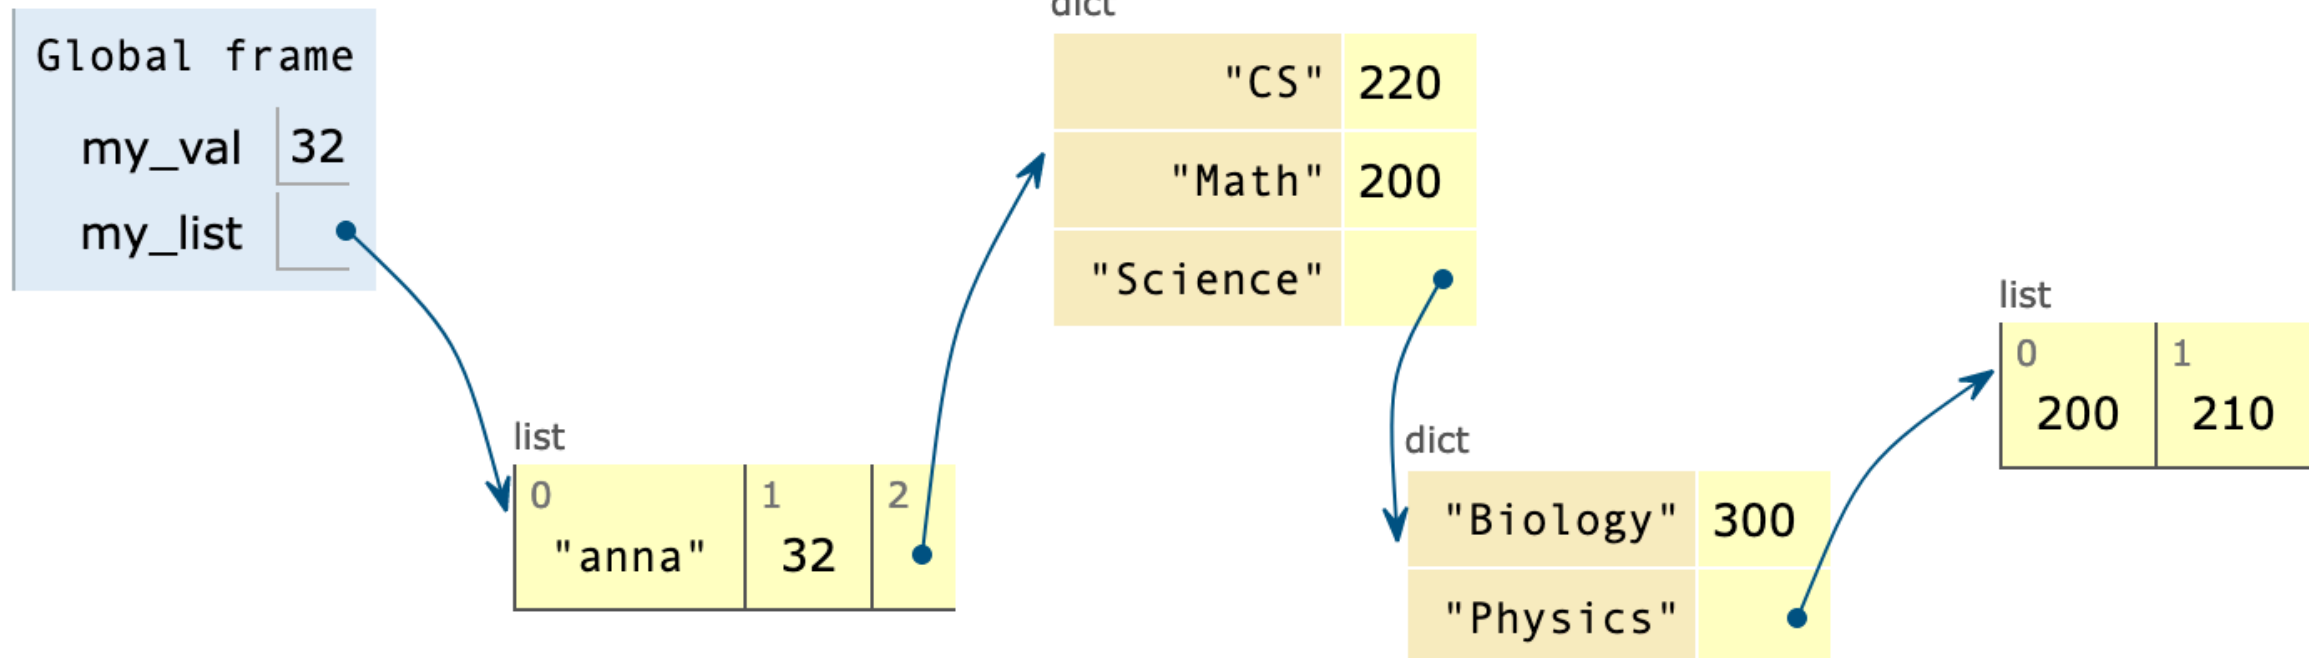 Global frame
my_val 32
my_list
list
0 1 2
"anna" 32
dict
"CS" 220
"Math" 200
"Science"
dict
"Biology" 300
"Physics"
list
0 1
200 210